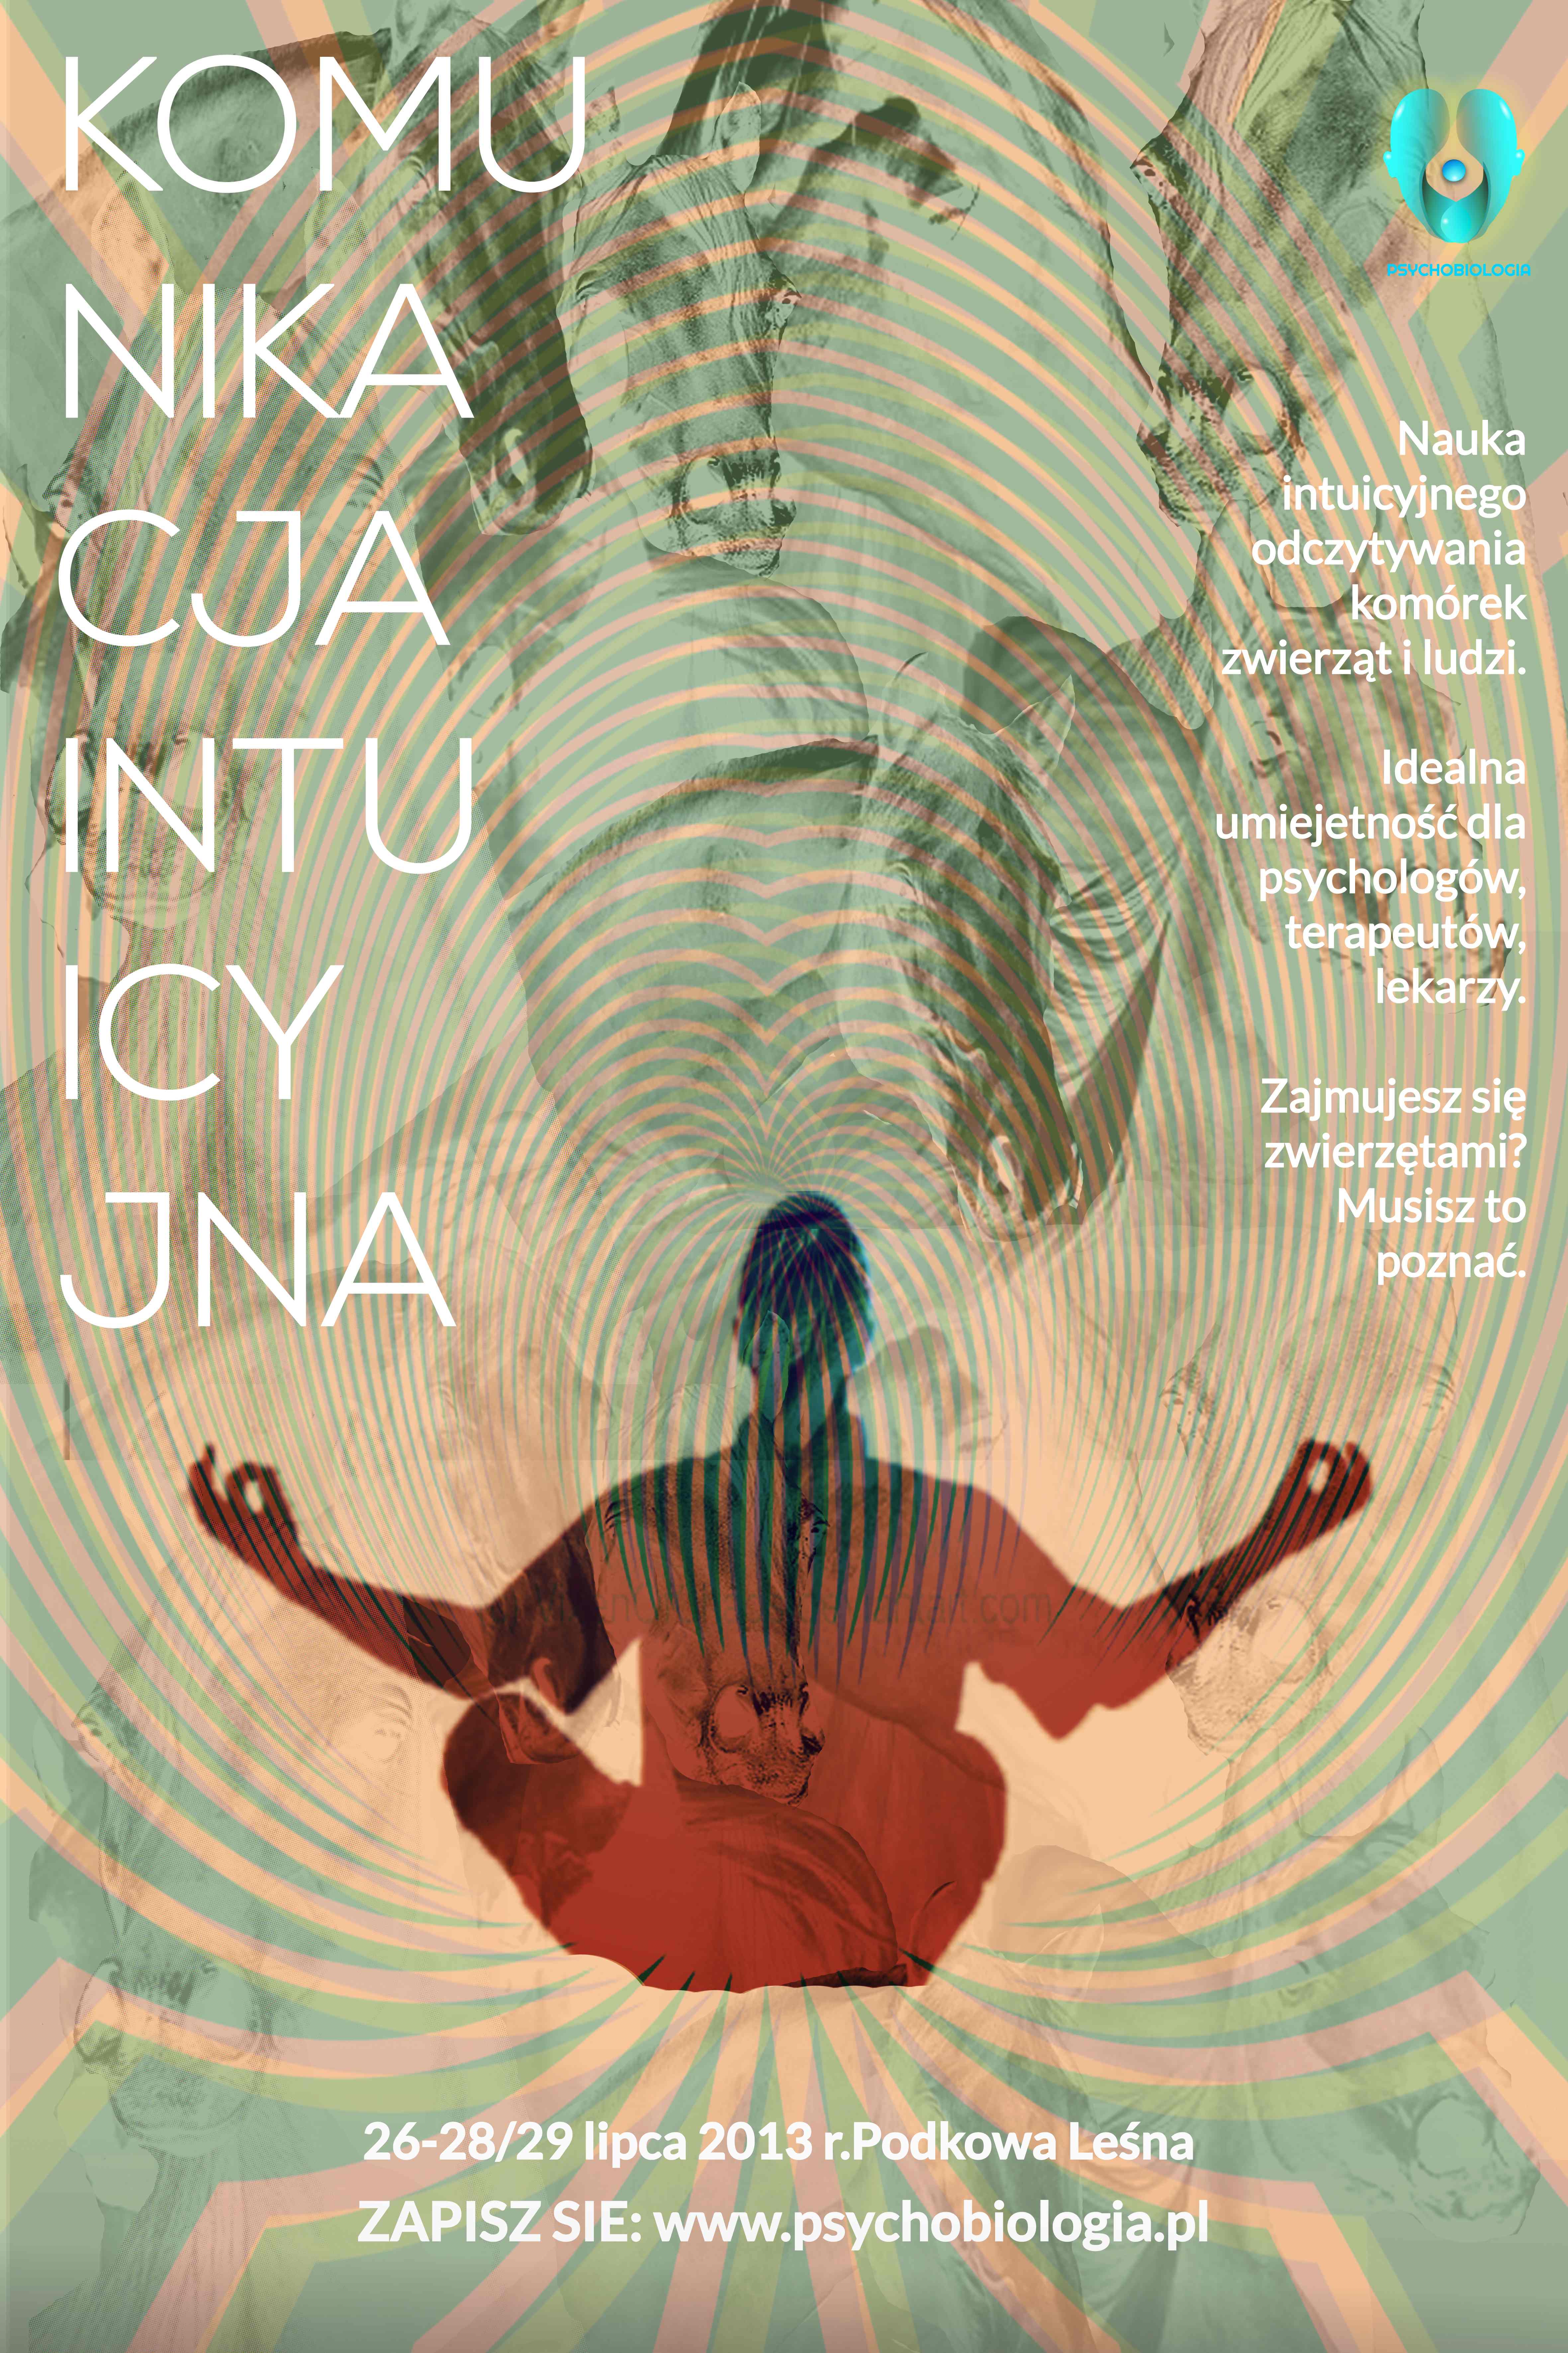 KOMU
NIKA
CJA
INTU
ICY
JNA
PSYCHOBIOLOGIA
Nauka
intuicyjnego
odczytywania
komórek
zwierząt i ludzi.
Idealna
umiejetność dla
psychologów,
terapeutów,
lekarzy.
Zajmujesz się
zwierzętami?
Musisz to
poznać.
26-28/29 lipca 2013 r.Podkowa Leśna
ZAPISZ SIE: www.psychobiologia.pl